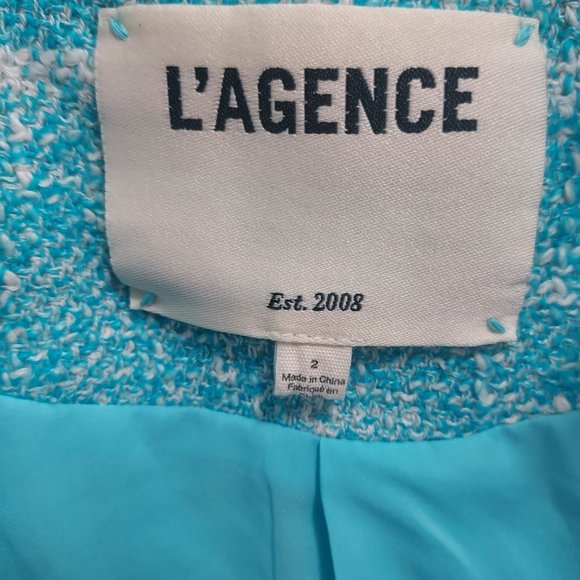 L'AGENCE
Est. 2008
2
Made in China
Fabriqué en